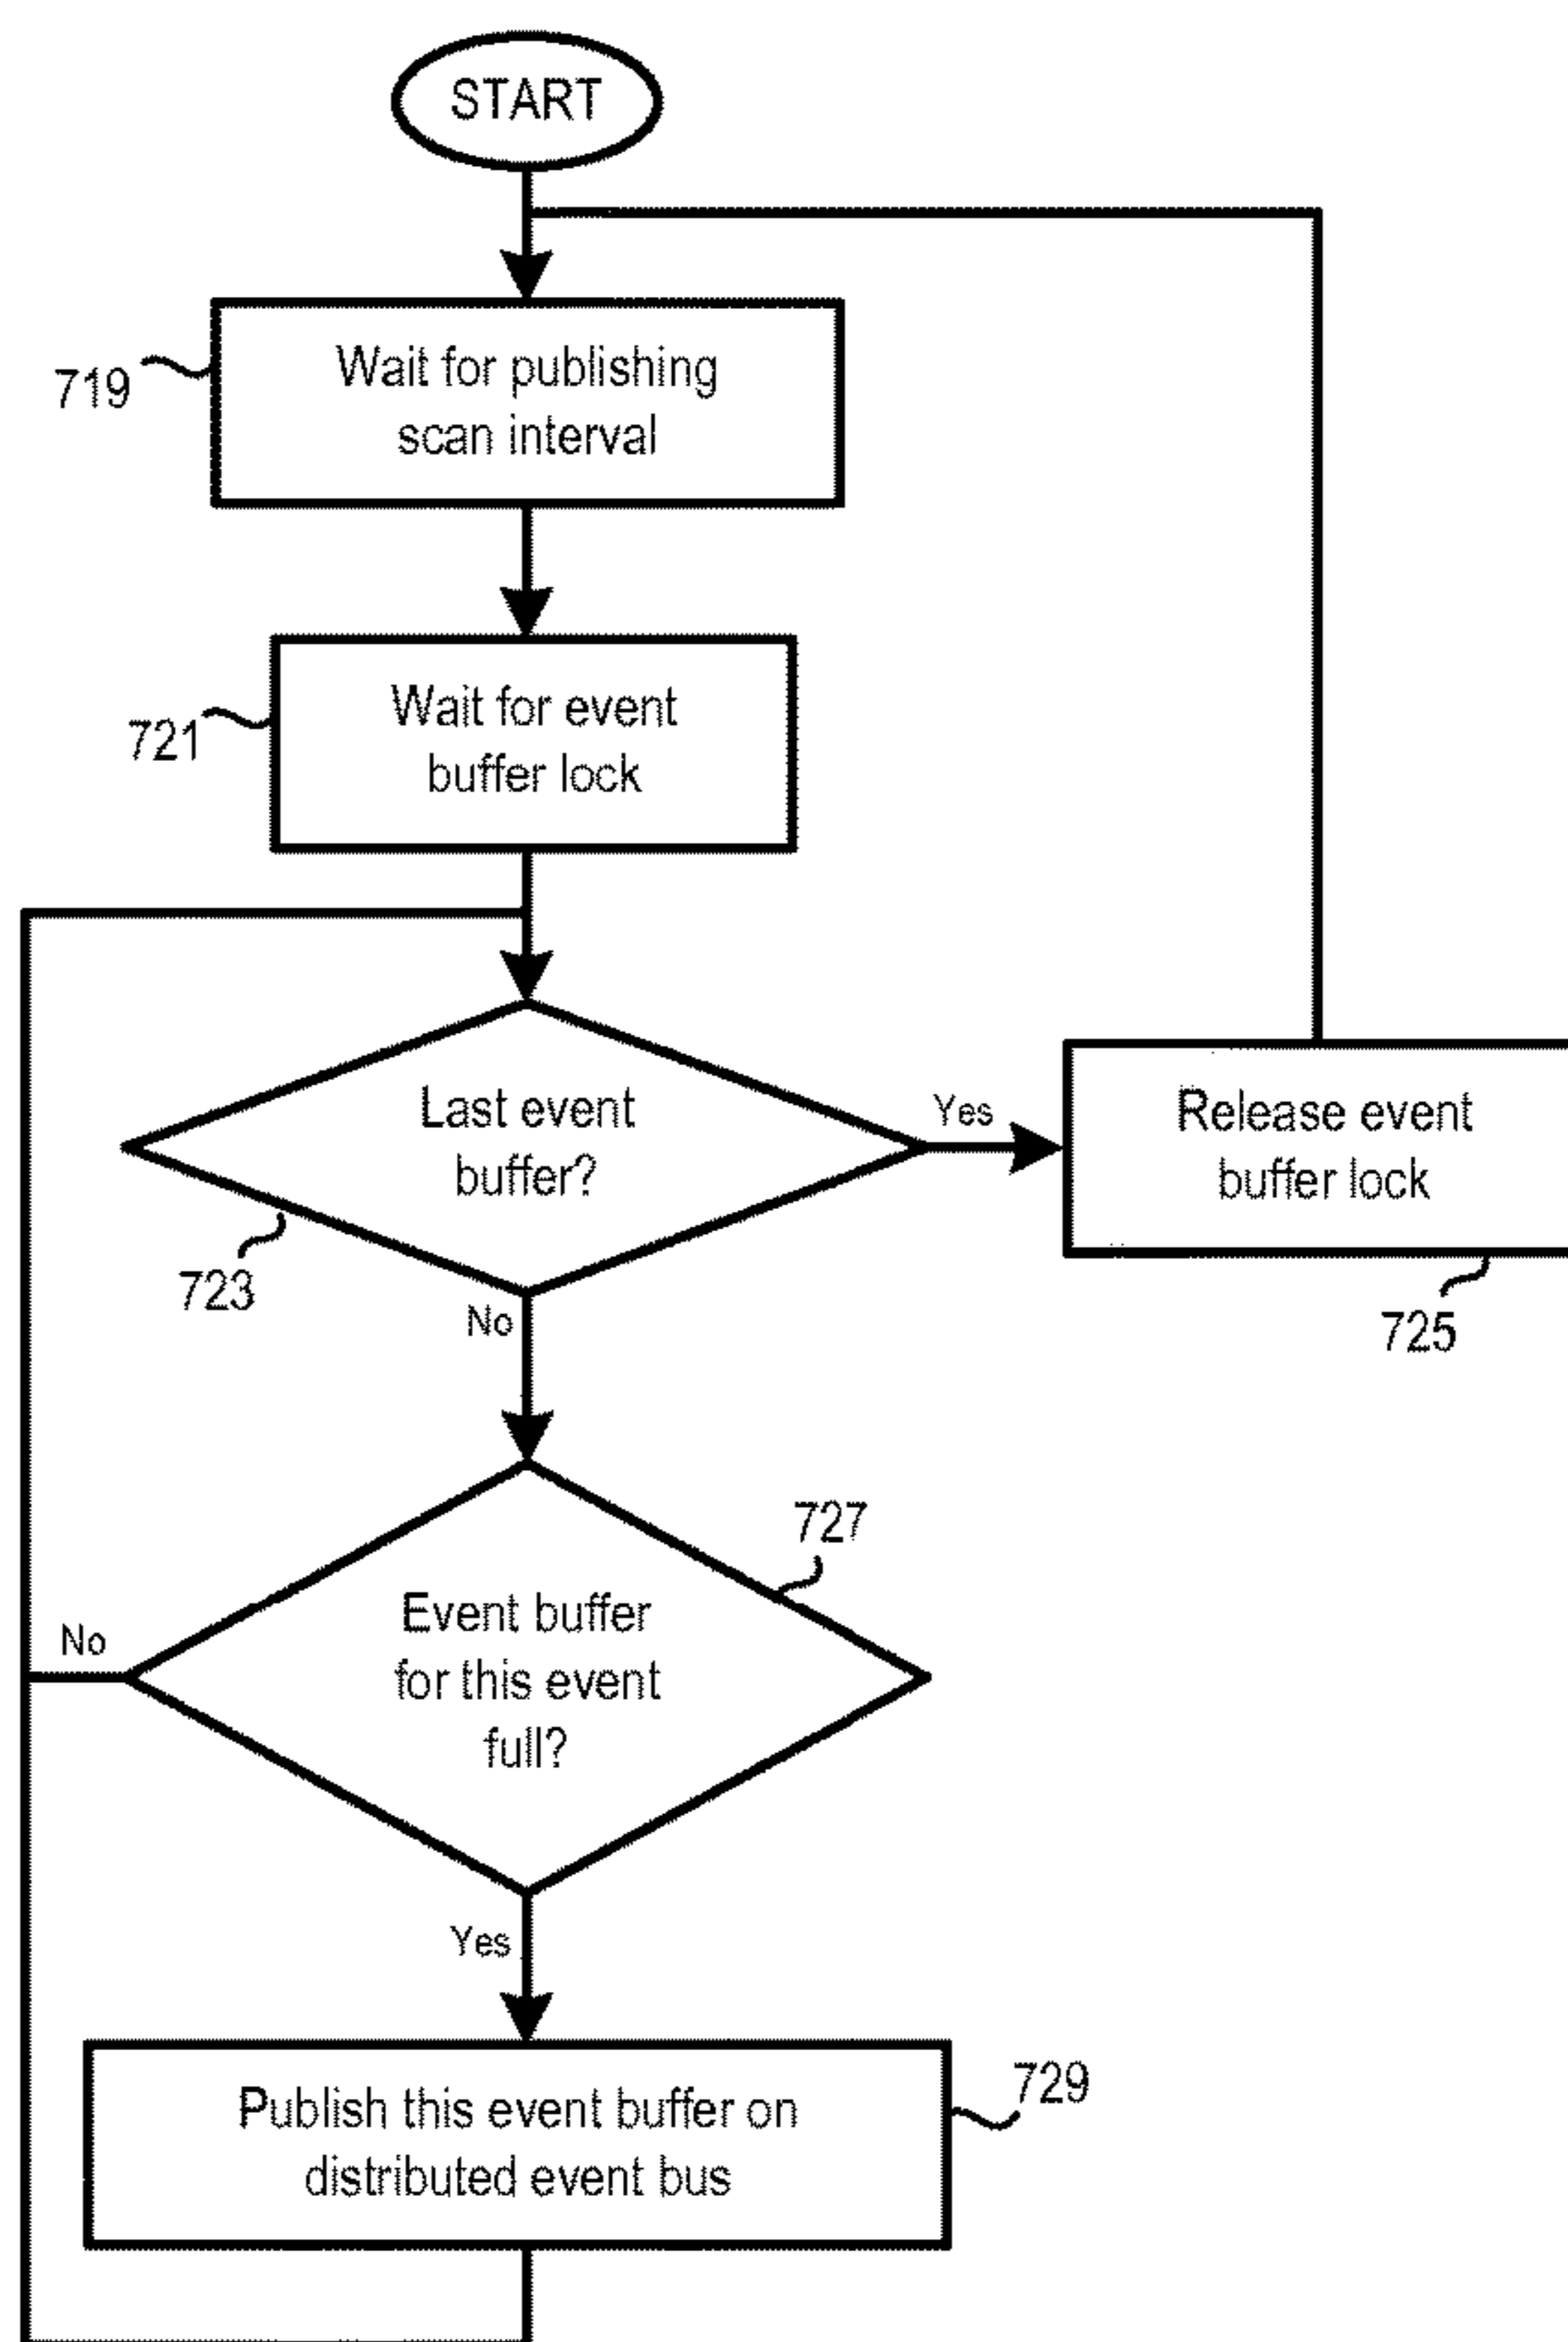 START
719
Wait for publishing
scan interval
721
Wait for event
buffer lock
Last event
buffer?
Yes
Release event
buffer lock
723
No
725
727
Event buffer
for this event
full?
No
Yes
Publish this event buffer on
distributed event bus
729